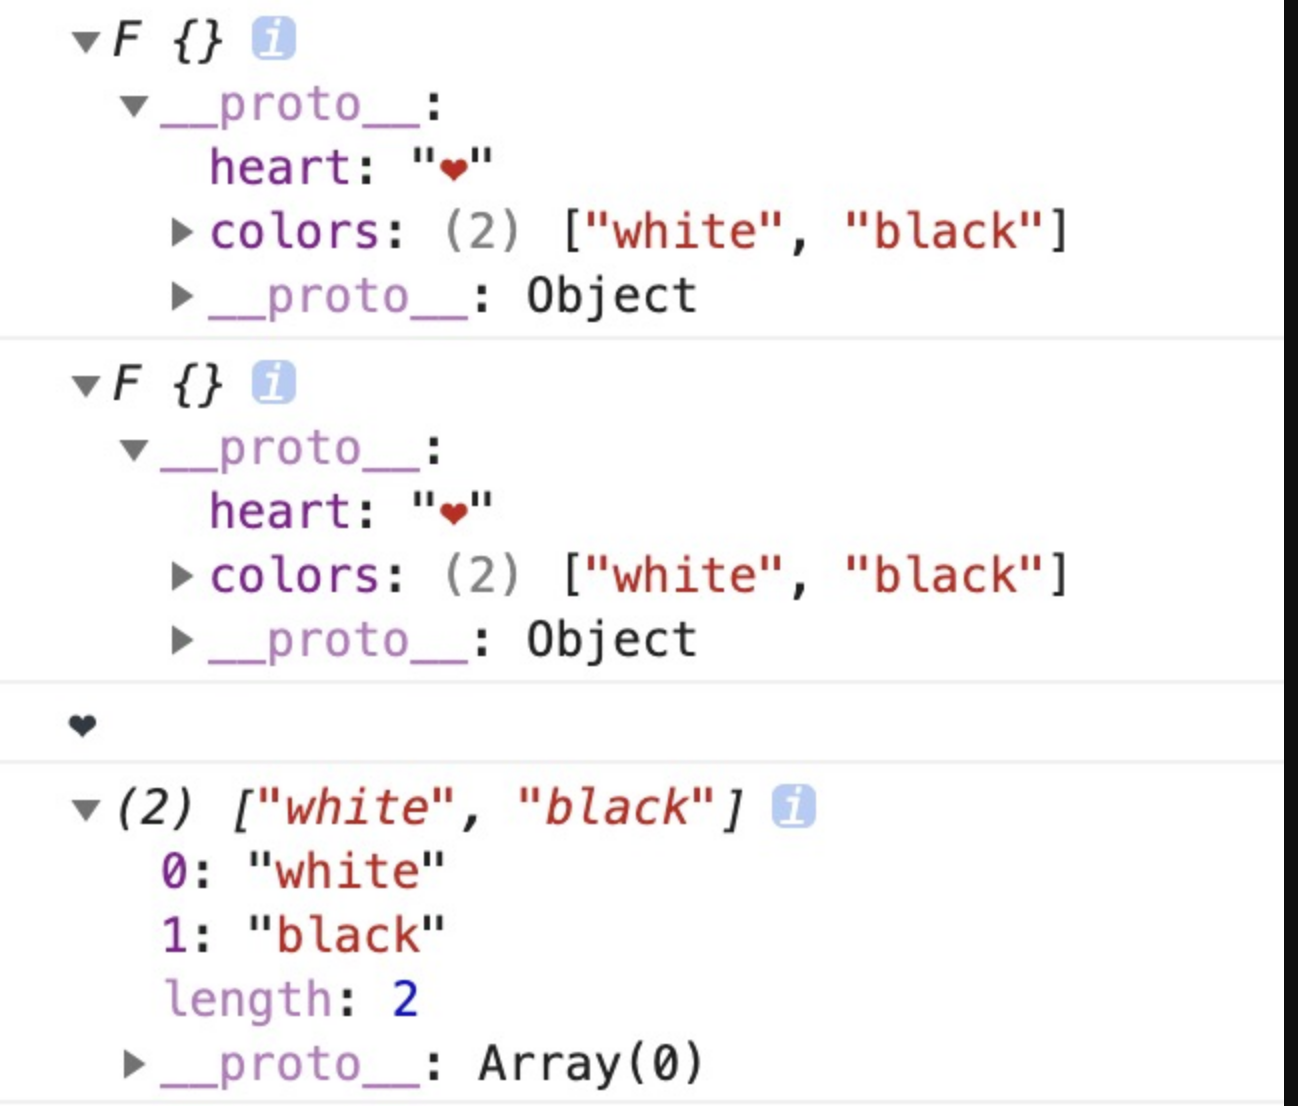 ▼ F {} i
▼ __proto__:
heart: "❤"
▶ colors: (2) ["white", "black"]
▶ __proto__: Object
▼ F {} i
▼ __proto__:
heart: "❤"
▶ colors: (2) ["white", "black"]
▶ __proto__: Object
❤
▼ (2) ["white", "black"] i
0: "white"
1: "black"
length: 2
▶ __proto__: Array(0)